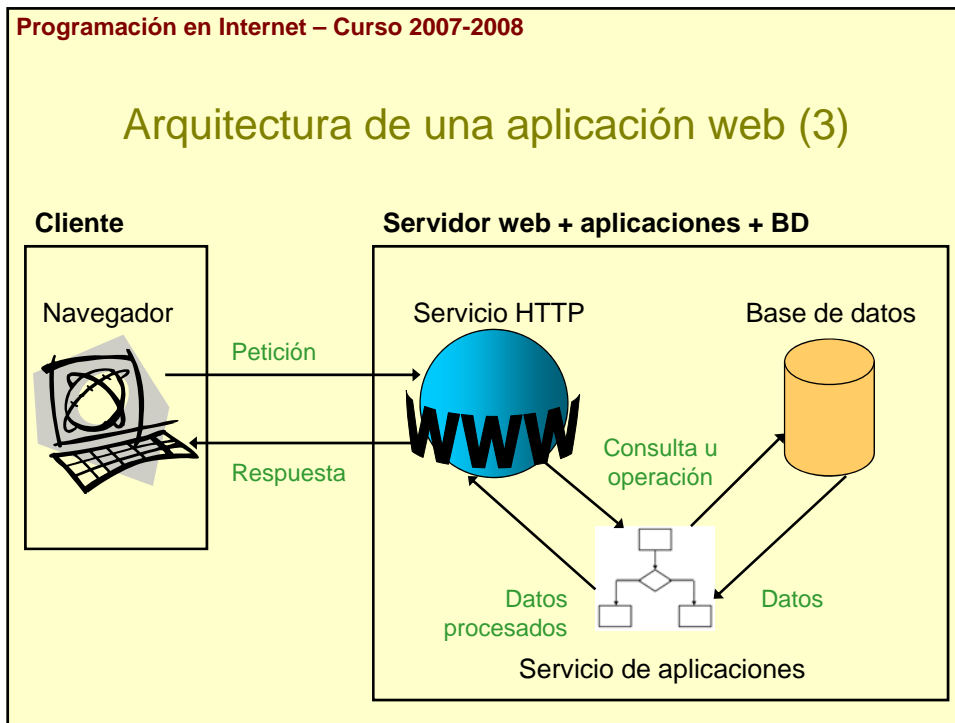 Programación en Internet – Curso 2007-2008
Arquitectura de una aplicación web (3)
Cliente
Servidor web + aplicaciones + BD
Navegador
Servicio HTTP
Base de datos
Petición
WWW
Respuesta
Consulta u
operación
Datos
procesados
Datos
Servicio de aplicaciones